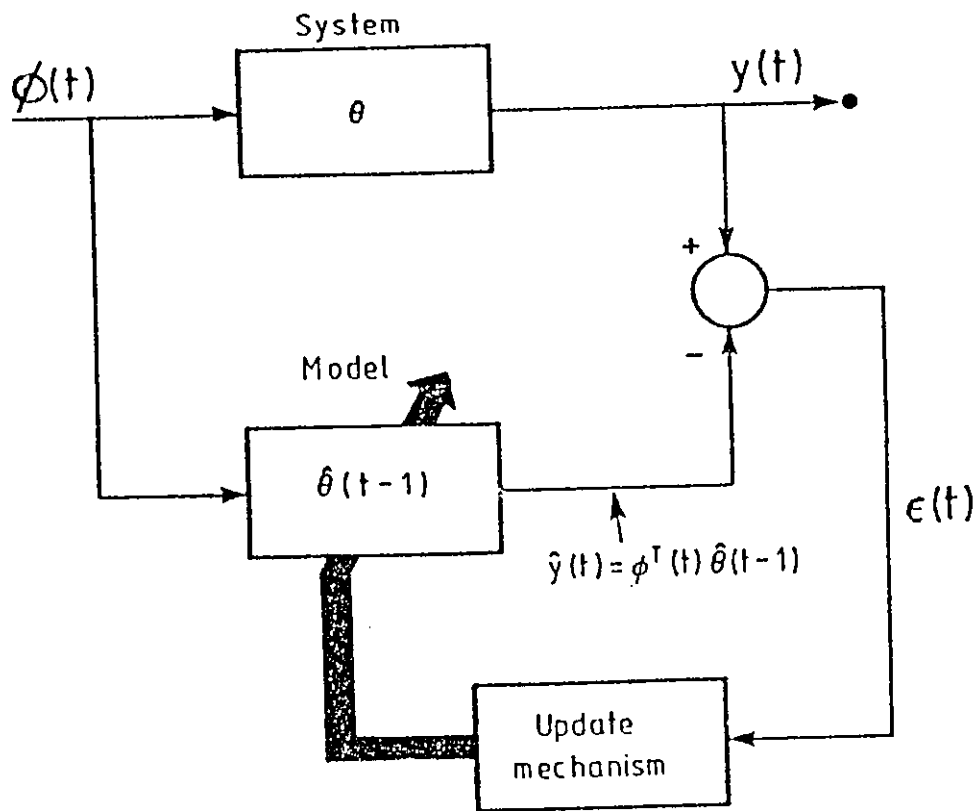 System
ϕ(t)
θ
y(t)
+
-
Model
θ̂(t-1)
ϵ(t)
ŷ(t)=ϕᵀ(t) θ̂(t-1)
Update
mechanism